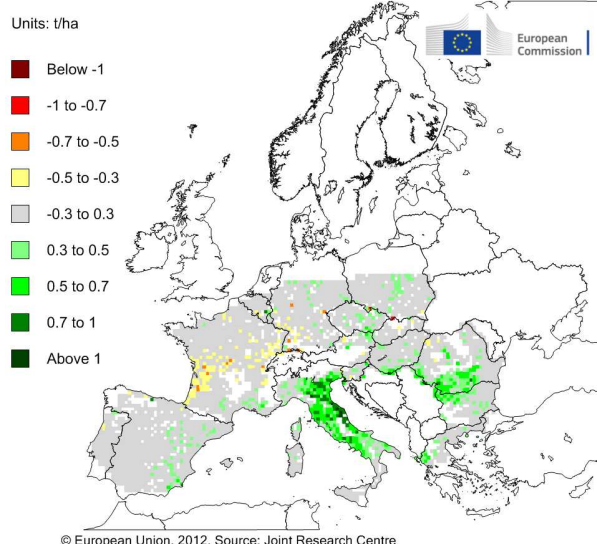 Units: t/ha
European
Commission
Below -1
-1 to -0.7
-0.7 to -0.5
-0.5 to -0.3
-0.3 to 0.3
0.3 to 0.5
0.5 to 0.7
0.7 to 1
Above 1
© European Union, 2012. Source: Joint Research Centre